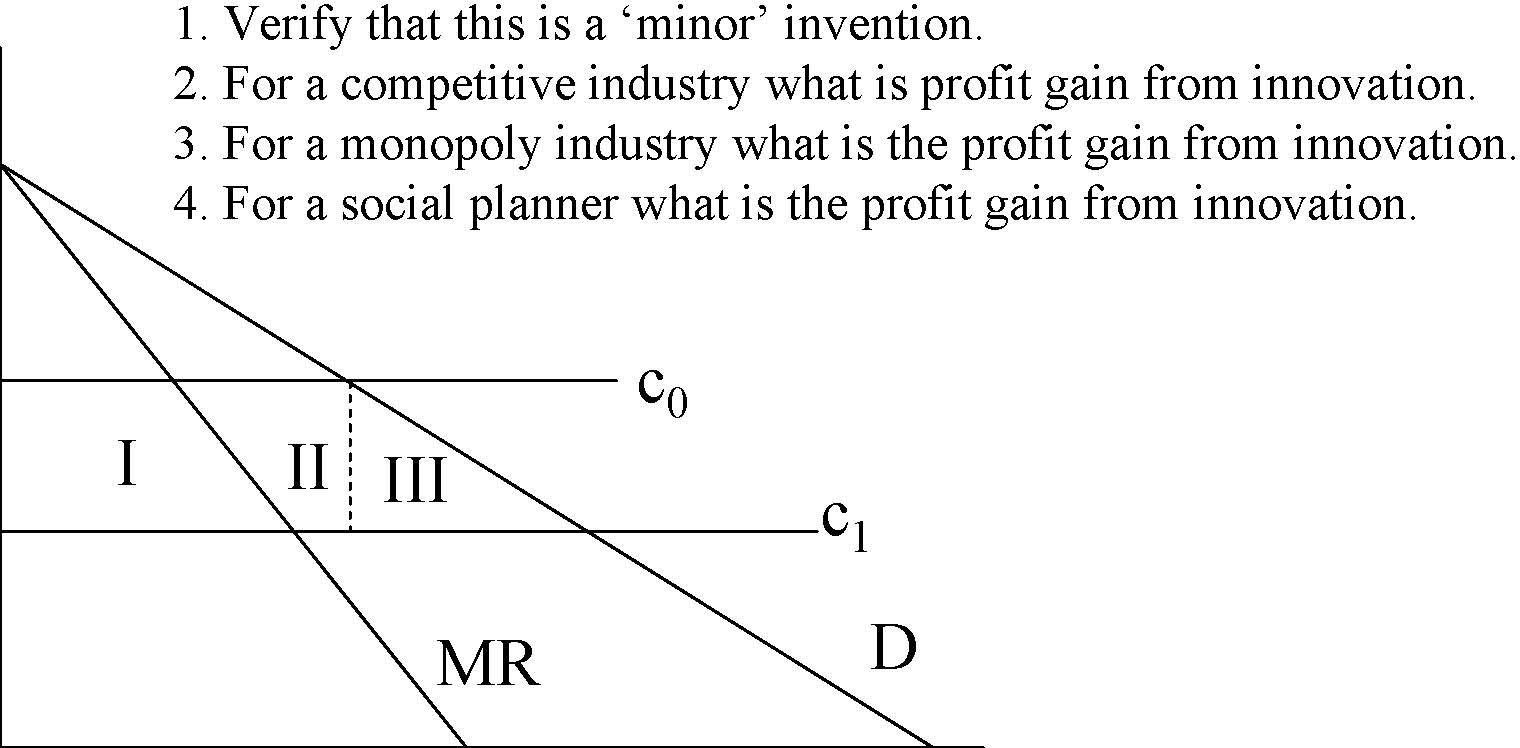 1. Verify that this is a ‘minor’ invention.
2. For a competitive industry what is profit gain from innovation.
3. For a monopoly industry what is the profit gain from innovation.
4. For a social planner what is the profit gain from innovation.
c₀
I II III
c₁
MR D